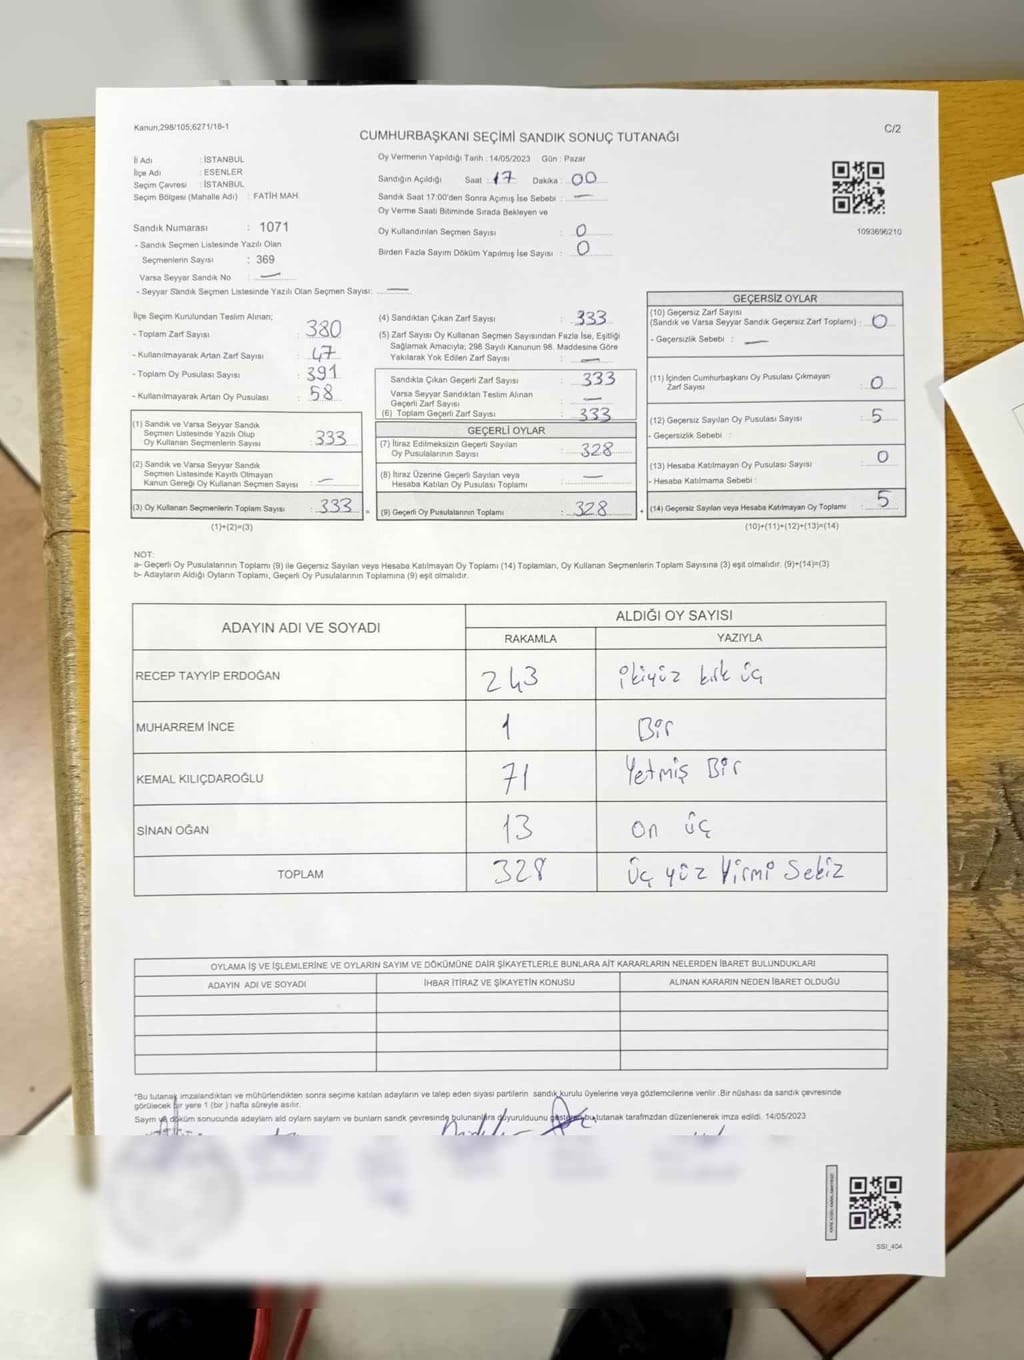 Kanun,298/105;6271/18-1
C/2
CUMHURBAŞKANI SEÇİMİ SANDIK SONUÇ TUTANAĞI
İl Adı : İSTANBUL
İlçe Adı : ESENLER
Seçim Çevresi : İSTANBUL
Seçim Bölgesi (Mahalle Adı) : FATİH MAH
Sandık Numarası : 1071
- Sandık Seçmen Listesinde Yazılı Olan
Seçmenlerin Sayısı : 369
Varsa Seyyar Sandık No : —
- Seyyar Sandık Seçmen Listesinde Yazılı Olan Seçmen Sayısı: —
Oy Vermenin Yapıldığı Tarih : 14/05/2023 Gün : Pazar
Sandığın Açıldığı Saat : 17 Dakika : 00
Sandık Saat 17:00'den Sonra Açımış İse Sebebi : —
Oy Verme Saati Bitiminde Sırada Bekleyen ve
Oy Kullandırılan Seçmen Sayısı : 0
Birden Fazla Sayım Döküm Yapılmış İse Sayısı : 0
1093696210
İlçe Seçim Kurulundan Teslim Alınan;
- Toplam Zarf Sayısı : 380
- Kullanılmayarak Artan Zarf Sayısı : 47
- Toplam Oy Pusulası Sayısı : 391
- Kullanılmayarak Artan Oy Pusulası : 58
(1) Sandık ve Varsa Seyyar Sandık
Seçmen Listesinde Yazılı Olup
Oy Kullanan Seçmenlerin Sayısı : 333
(2) Sandık ve Varsa Seyyar Sandık
Seçmen Listesinde Kayıtlı Olmayan
Kanun Gereği Oy Kullanan Seçmen Sayısı : —
(3) Oy Kullanan Seçmenlerin Toplam Sayısı : 333
(1)+(2)=(3)
(4) Sandıktan Çıkan Zarf Sayısı : 333
(5) Zarf Sayısı Oy Kullanan Seçmen Sayısından Fazla İse, Eşitliği
Sağlamak Amacıyla; 298 Sayılı Kanunun 98. Maddesine Göre
Yakılarak Yok Edilen Zarf Sayısı : —
Sandıkta Çıkan Geçerli Zarf Sayısı : 333
Varsa Seyyar Sandıktan Teslim Alınan
Geçerli Zarf Sayısı : —
(6) Toplam Geçerli Zarf Sayısı : 333
GEÇERLİ OYLAR
(7) İtiraz Edilmeksizin Geçerli Sayılan
Oy Pusulalarının Sayısı : 328
(8) İtiraz Üzerine Geçerli Sayılan veya
Hesaba Katılan Oy Pusulası Toplamı : —
(9) Geçerli Oy Pusulalarının Toplamı : 328
GEÇERSİZ OYLAR
(10) Geçersiz Zarf Sayısı
(Sandık ve Varsa Seyyar Sandık Geçersiz Zarf Toplamı) : 0
- Geçersizlik Sebebi : —
(11) İçinden Cumhurbaşkanı Oy Pusulası Çıkmayan
Zarf Sayısı : 0
(12) Geçersiz Sayılan Oy Pusulası Sayısı : 5
- Geçersizlik Sebebi :
(13) Hesaba Katılmayan Oy Pusulası Sayısı : 0
- Hesaba Katılmama Sebebi :
(14) Geçersiz Sayılan veya Hesaba Katılmayan Oy Toplamı : 5
(10)+(11)+(12)+(13)=(14)
NOT:
a- Geçerli Oy Pusulalarının Toplamı (9) ile Geçersiz Sayılan veya Hesaba Katılmayan Oy Toplamı (14) Toplamları, Oy Kullanan Seçmenlerin Toplam Sayısına (3) eşit olmalıdır. (9)+(14)=(3)
b- Adayların Aldığı Oyların Toplamı, Geçerli Oy Pusulalarının Toplamına (9) eşit olmalıdır.
ADAYIN ADI VE SOYADI
ALDIĞI OY SAYISI
RAKAMLA YAZIYLA
RECEP TAYYİP ERDOĞAN 243 ikiyüz kırk üç
MUHARREM İNCE 1 Bir
KEMAL KILIÇDAROĞLU 71 Yetmiş Bir
SİNAN OĞAN 13 on üç
TOPLAM 328 üç yüz Yirmi Sekiz
OYLAMA İŞ VE İŞLEMLERİNE VE OYLARIN SAYIM VE DÖKÜMÜNE DAİR ŞİKAYETLERLE BUNLARA AİT KARARLARIN NELERDEN İBARET BULUNDUKLARI
ADAYIN ADI VE SOYADI İHBAR İTİRAZ VE ŞİKAYETİN KONUSU ALINAN KARARIN NEDEN İBARET OLDUĞU
*Bu tutanak imzalandıktan ve mühürlendikten sonra seçime katılan adayların ve talep eden siyasi partilerin sandık kurulu üyelerine veya gözlemcilerine verilir .Bir nüshası da sandık çevresinde
görülecek bir yere 1 (bir ) hafta süreyle asılır.
Sayım ve döküm sonucunda adayların aldı oyların sayların ve bunların sandk çevresinde bulunanlara duyurulduunu gösteren bu tutanak tarafmzdan düzenlenerek imza edildi. 14/05/2023
SSI_404